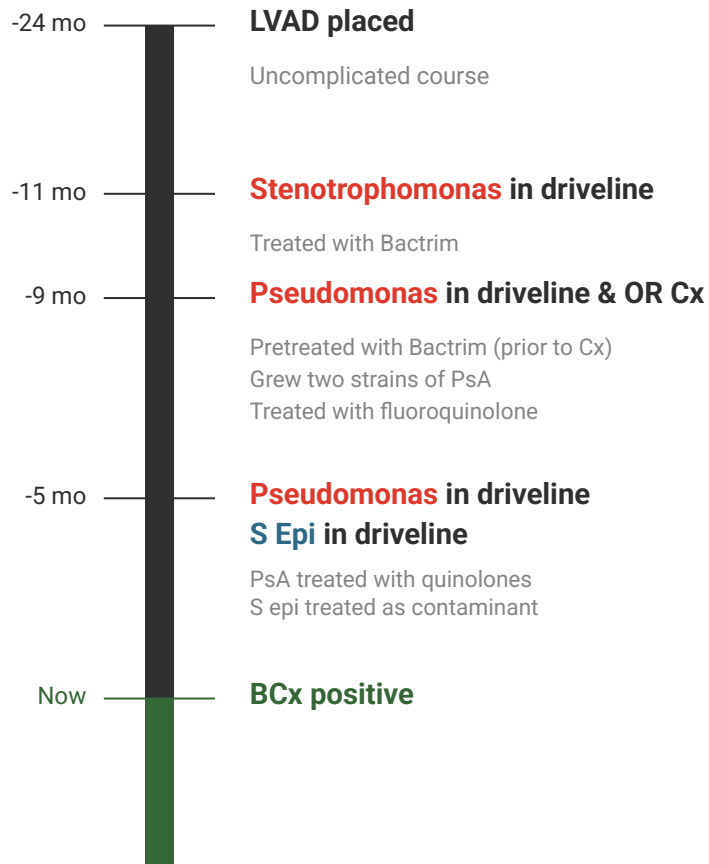 -24 mo LVAD placed
Uncomplicated course
-11 mo Stenotrophomonas in driveline
Treated with Bactrim
-9 mo Pseudomonas in driveline & OR Cx
Pretreated with Bactrim (prior to Cx)
Grew two strains of PsA
Treated with fluoroquinolone
-5 mo Pseudomonas in driveline
S Epi in driveline
PsA treated with quinolones
S epi treated as contaminant
Now BCx positive